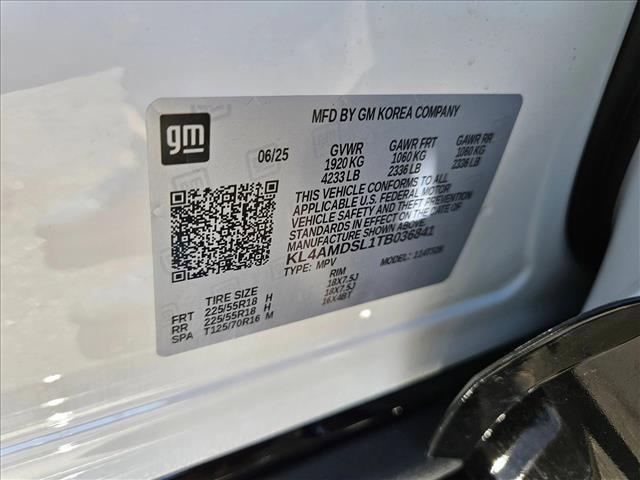 MFD BY GM KOREA COMPANY
gm
06/25
GVWR GAWR FRT GAWR RR
1920 KG 1060 KG 1060 KG
4233 LB 2336 LB 2336 LB
THIS VEHICLE CONFORMS TO ALL
APPLICABLE U.S. FEDERAL MOTOR
VEHICLE SAFETY AND THEFT PREVENTION
STANDARDS IN EFFECT ON THE DATE OF
MANUFACTURE SHOWN ABOVE.
KL4AMDSL1TB036841
TYPE: MPV MODEL:
TIRE SIZE RIM
FRT 225/55R18 H 18X7.5J
RR 225/55R18 H 18X7.5J
SPA T125/70R16 M 16X4BT